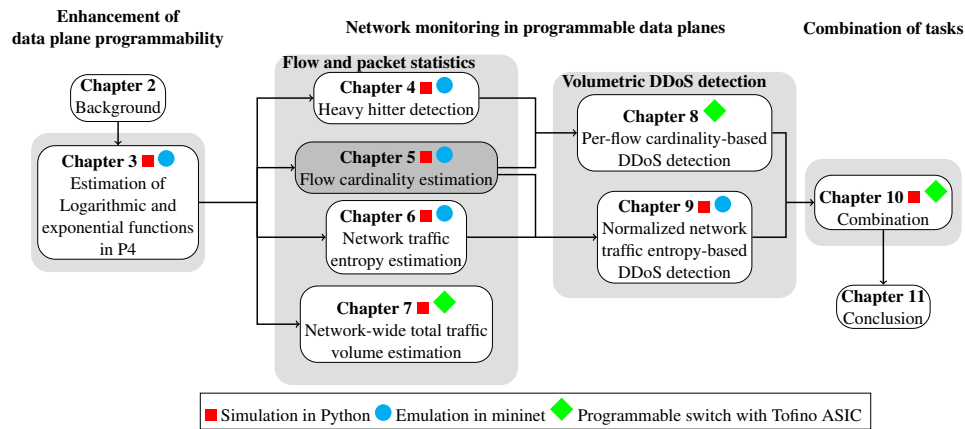 Enhancement of
data plane programmability
Network monitoring in programmable data planes
Combination of tasks
Chapter 2
Background
Chapter 3
Estimation of
Logarithmic and
exponential functions
in P4
Flow and packet statistics
Chapter 4
Heavy hitter detection
Chapter 5
Flow cardinality estimation
Chapter 6
Network traffic
entropy estimation
Chapter 7
Network-wide total traffic
volume estimation
Volumetric DDoS detection
Chapter 8
Per-flow cardinality-based
DDoS detection
Chapter 9
Normalized network
traffic entropy-based
DDoS detection
Chapter 10
Combination
Chapter 11
Conclusion
Simulation in Python Emulation in mininet Programmable switch with Tofino ASIC